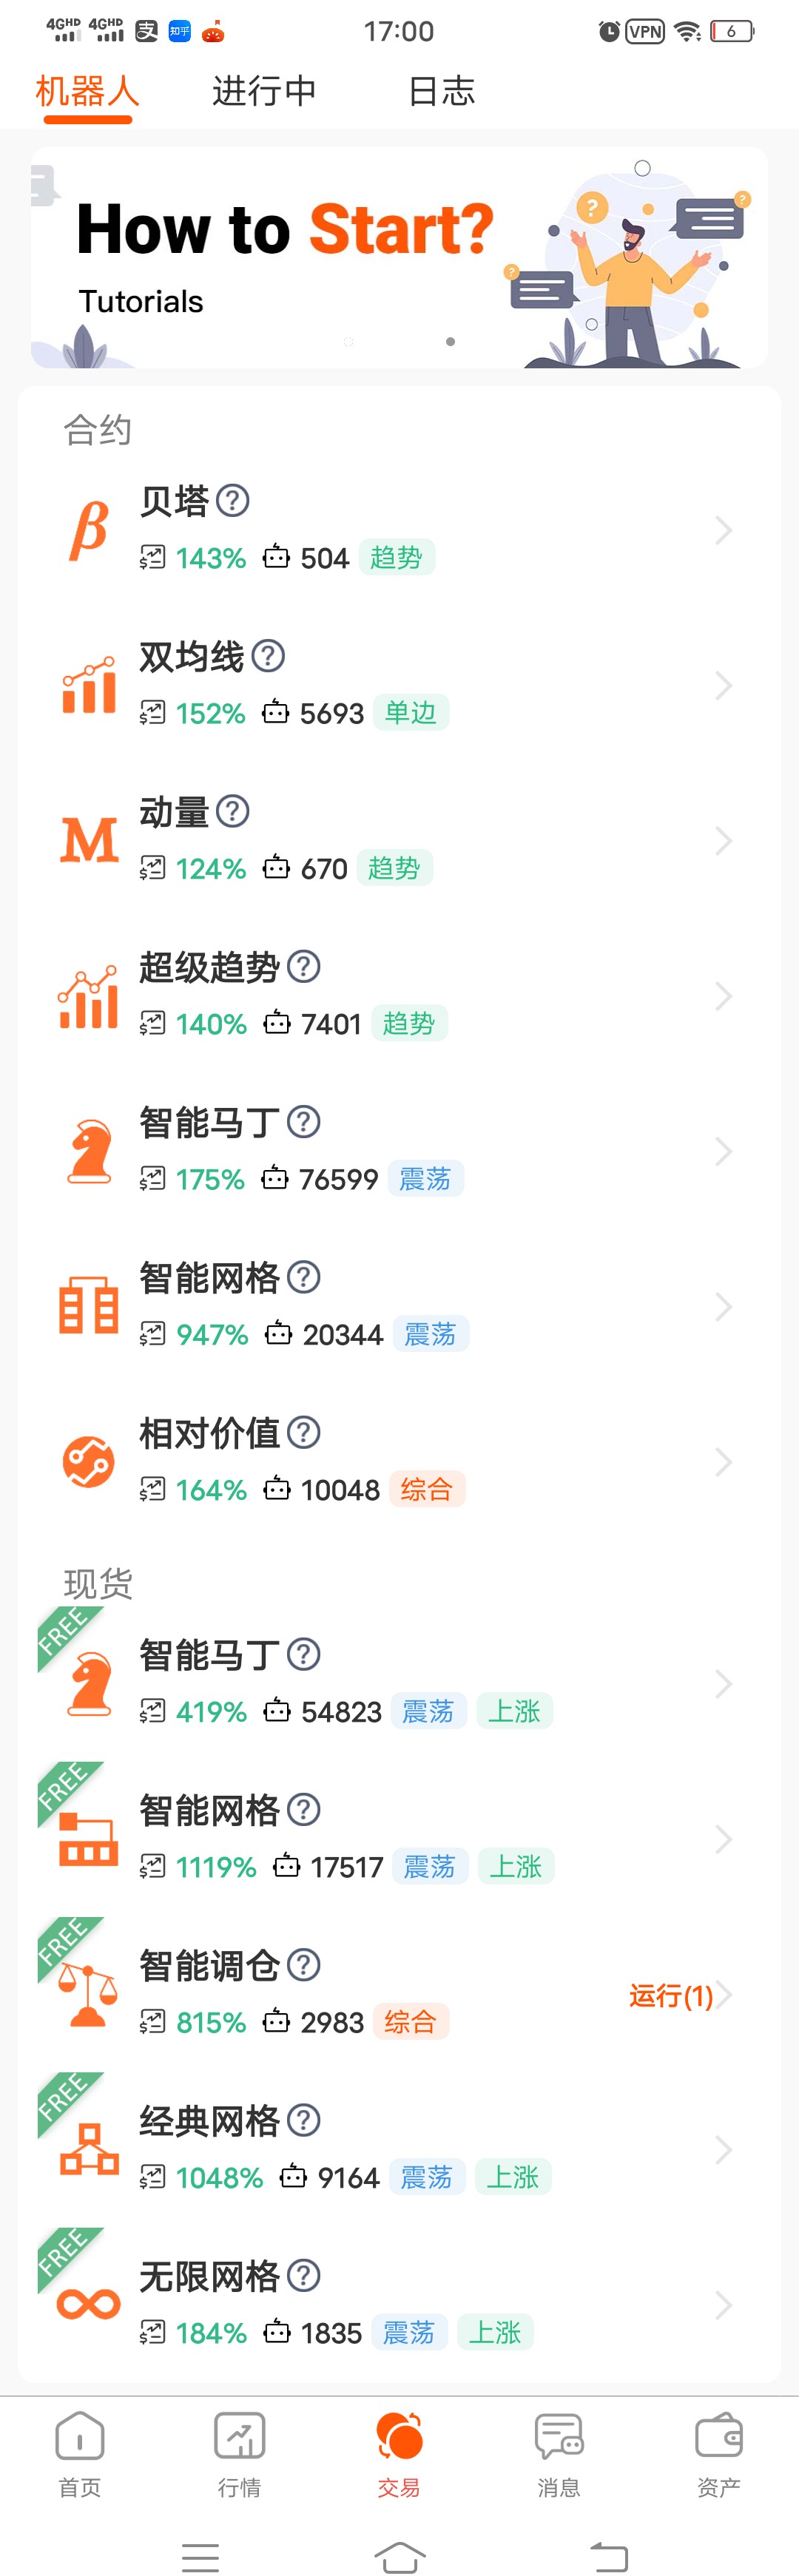 4GHD 4GHD 支 知乎 17:00 VPN 6
机器人 进行中 日志
How to Start?
Tutorials
合约
贝塔
143% 504 趋势
双均线
152% 5693 单边
动量
124% 670 趋势
超级趋势
140% 7401 趋势
智能马丁
175% 76599 震荡
智能网格
947% 20344 震荡
相对价值
164% 10048 综合
现货
FREE
智能马丁
419% 54823 震荡 上涨
FREE
智能网格
1119% 17517 震荡 上涨
FREE
智能调仓
运行(1)
815% 2983 综合
FREE
经典网格
1048% 9164 震荡 上涨
FREE
无限网格
184% 1835 震荡 上涨
首页 行情 交易 消息 资产